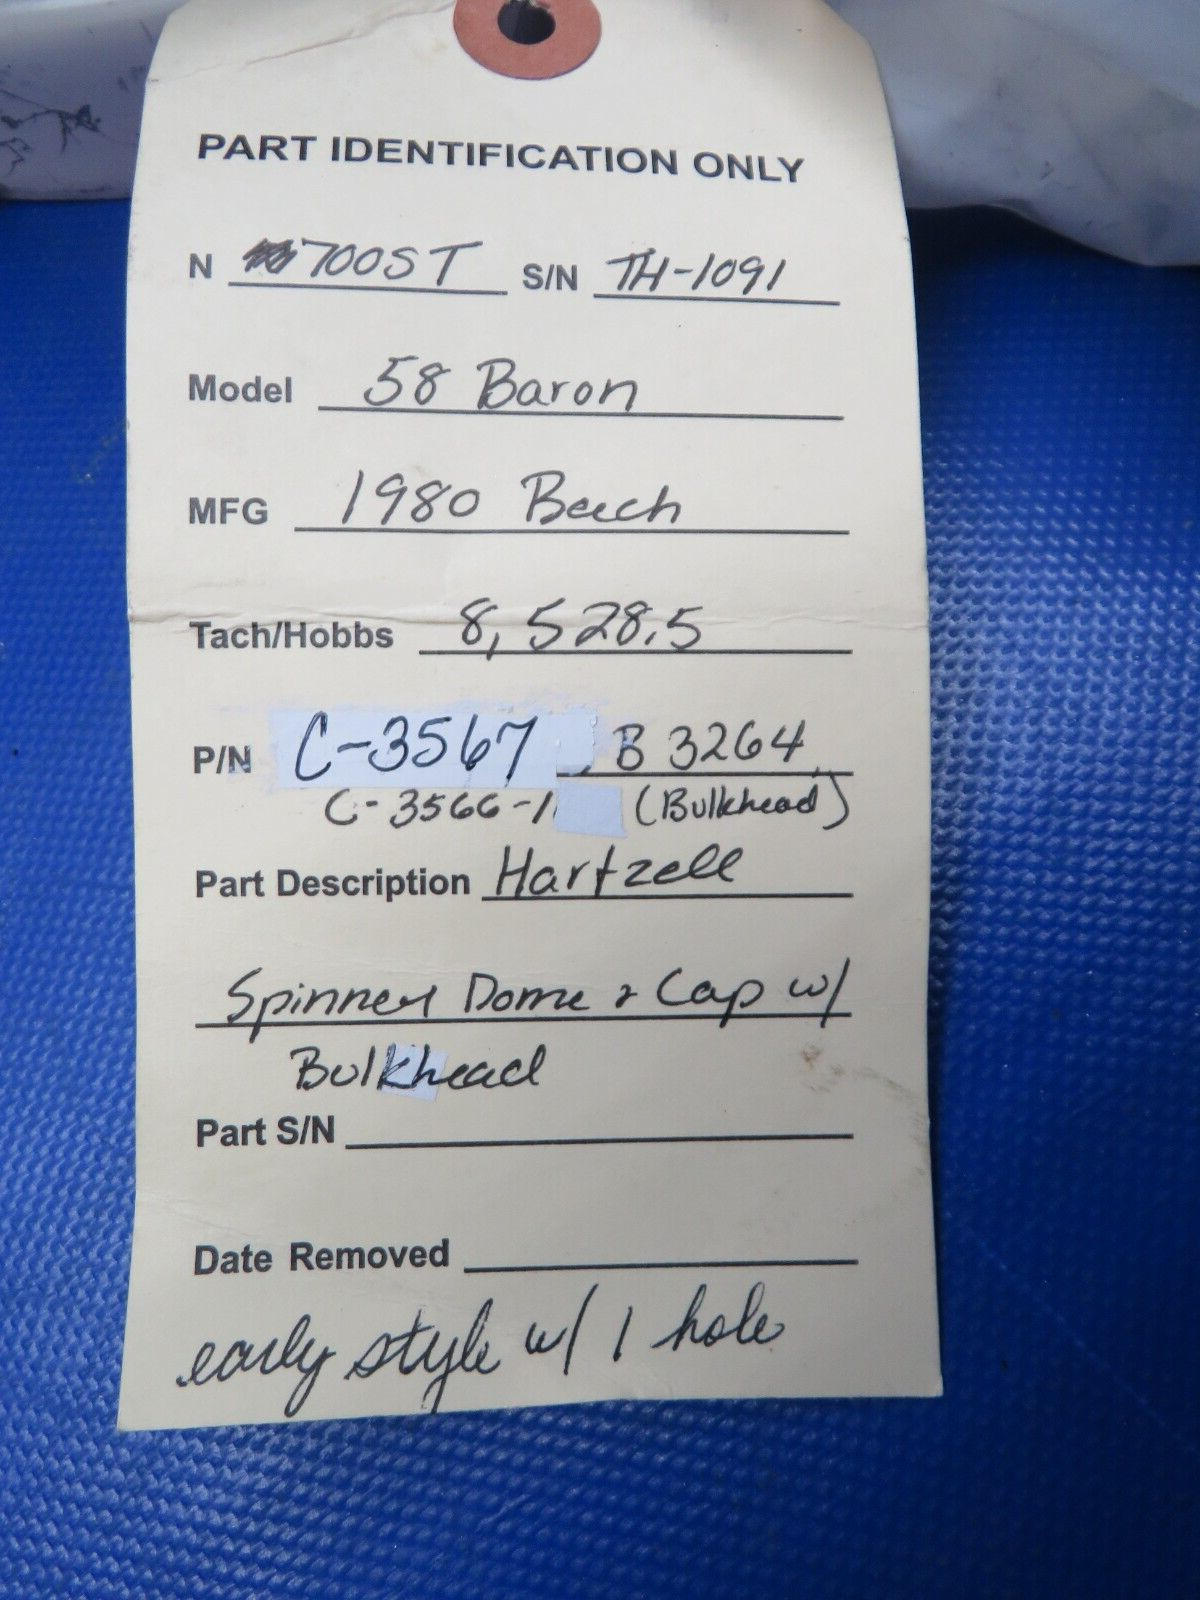 PART IDENTIFICATION ONLY
N 700ST S/N TH-1091
Model 58 Baron
MFG 1980 Beech
Tach/Hobbs 8,528.5
P/N C-3567, B 3264,
C-3566-1 (Bulkhead)
Part Description Hartzell
Spinner Dome & Cap w/
Bulkhead
Part S/N
Date Removed
early style w/ 1 hole